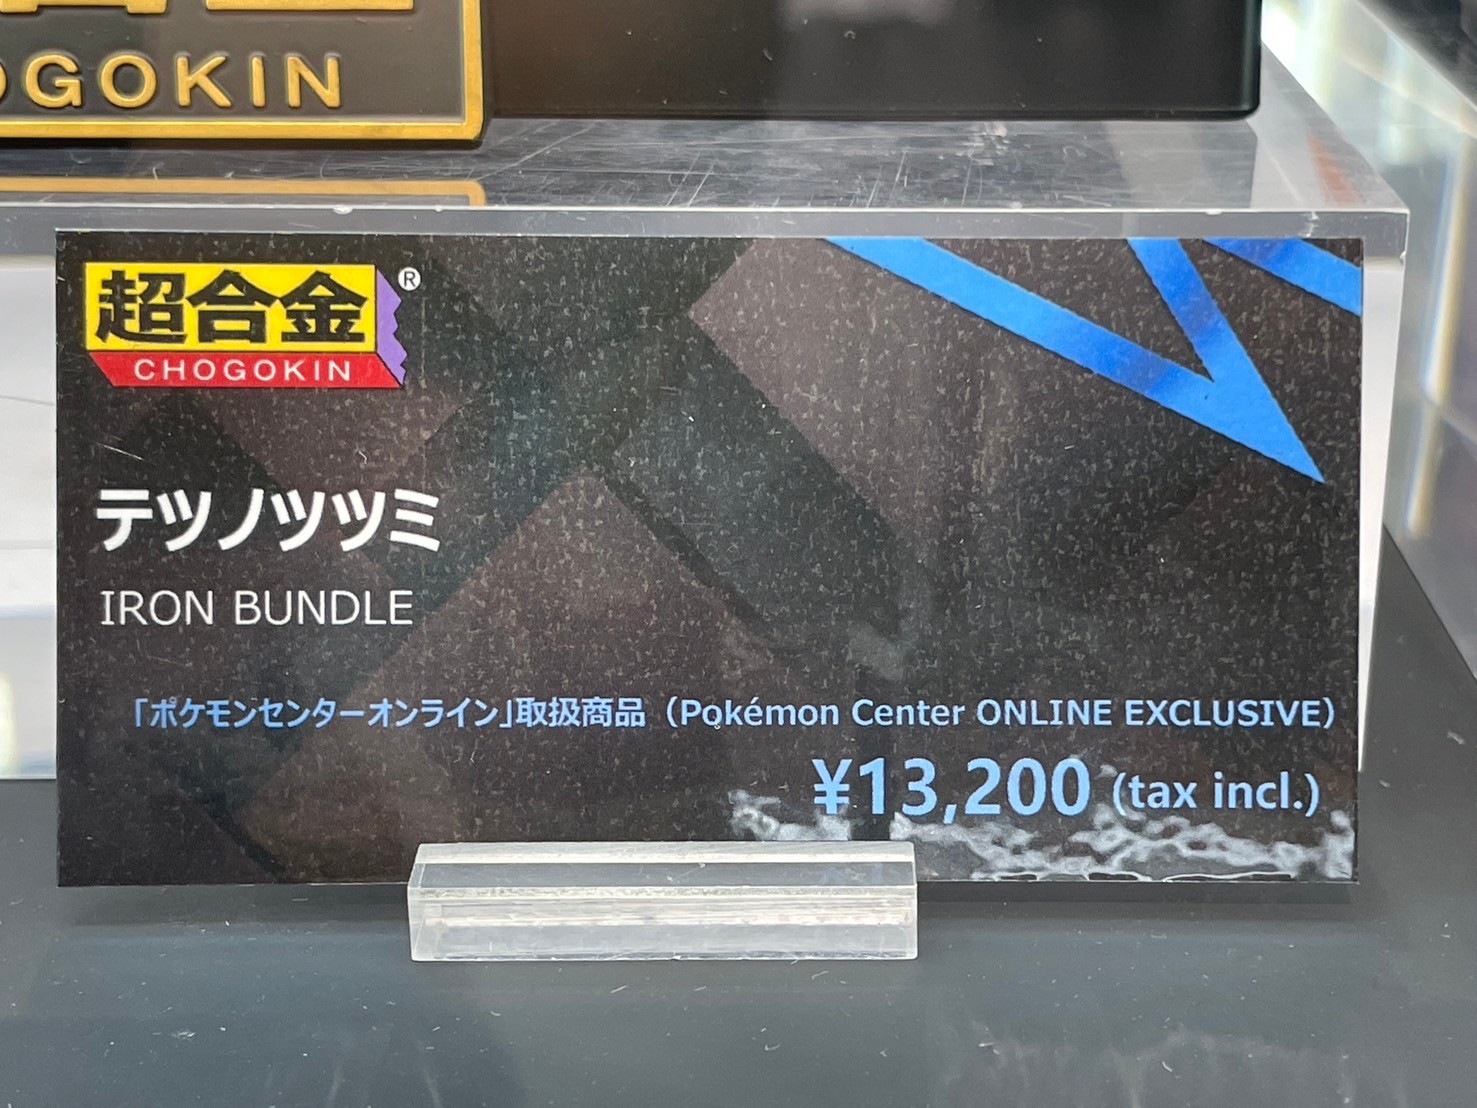 OGOKIN
超合金®
CHOGOKIN
テツノツツミ
IRON BUNDLE
「ポケモンセンターオンライン」取扱商品（Pokémon Center ONLINE EXCLUSIVE）
¥13,200 (tax incl.)